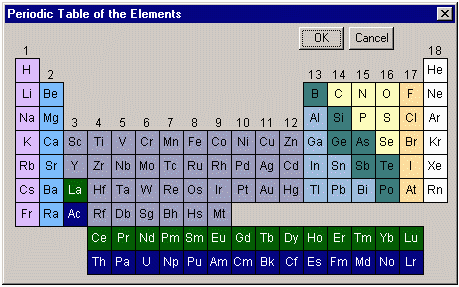 Periodic Table of the Elements
OK Cancel
1 18
H 2 13 14 15 16 17 He
Li Be B C N O F Ne
Na Mg 3 4 5 6 7 8 9 10 11 12 Al Si P S Cl Ar
K Ca Sc Ti V Cr Mn Fe Co Ni Cu Zn Ga Ge As Se Br Kr
Rb Sr Y Zr Nb Mo Tc Ru Rh Pd Ag Cd In Sn Sb Te I Xe
Cs Ba La Hf Ta W Re Os Ir Pt Au Hg Tl Pb Bi Po At Rn
Fr Ra Ac Rf Db Sg Bh Hs Mt
Ce Pr Nd Pm Sm Eu Gd Tb Dy Ho Er Tm Yb Lu
Th Pa U Np Pu Am Cm Bk Cf Es Fm Md No Lr